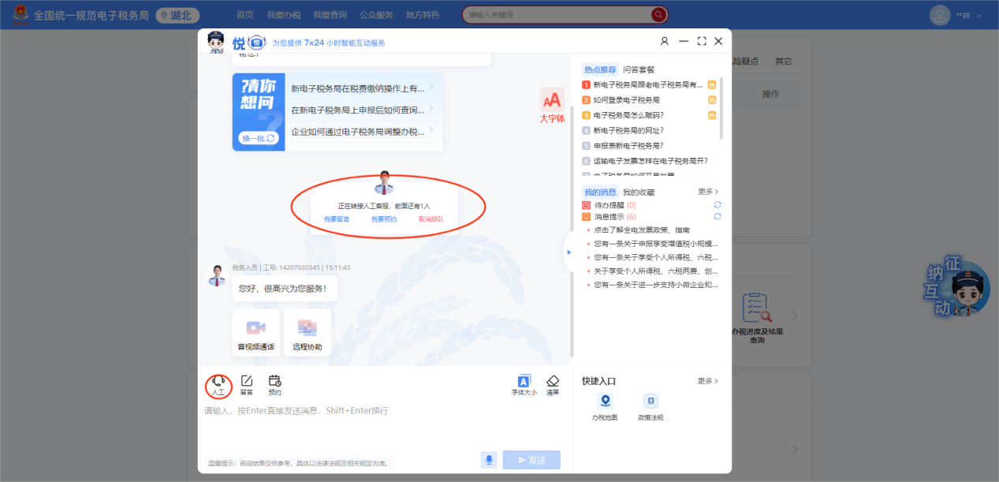 全国统一规范电子税务局
湖北
首页 我要办税 我要查询 公众服务 地方特色
请输入关键词
**祥
悦
悦
为您提供 7×24 小时智能互动服务
猜你
想问
换一批
新电子税务局在税费缴纳操作上有...
在新电子税务局上申报后如何查询...
企业如何通过电子税务局调整办税...
AA
大字体
正在转接人工客服，前面还有1人
我要留言 我要预约 取消排队
税务人员 | 工号: 14207030345 | 15:11:43
您好，很高兴为您服务！
音视频通话 远程协助
人工 留言 预约
字体大小 清屏
请输入，按Enter直接发送消息，Shift+Enter换行
温馨提示：咨询结果仅供参考，具体以法律法规及相关规定为准。
发送
热点推荐 问答套餐
1 新电子税务局跟老电子税务局有... 热
2 如何登录电子税务局 热
3 电子税务局怎么赋码? 热
4 新电子税务局的网址?
5 申报表新电子税务局?
6 运输电子发票怎样在电子税务局开?
我的消息 我的收藏 更多
待办提醒 (0)
消息提示 (6)
点击了解全电发票政策、指南
您有一条关于申报享受增值税小规模...
您有一条关于享受个人所得税、六税...
关于享受个人所得税、六税两费、创...
您有一条关于进一步支持小微企业和...
快捷入口 更多
办税地图 政策法规
险疑点 其它
操作
征纳互动
办税进度及结果
查询